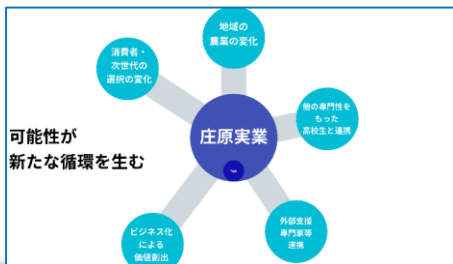 地域の
農業の変化
消費者・
次世代の
選択の変化
他の専門性を
もった
高校生と連携
庄原実業
可能性が
新たな循環を生む
外部支援
専門家等
連携
ビジネス化
による
価値創出